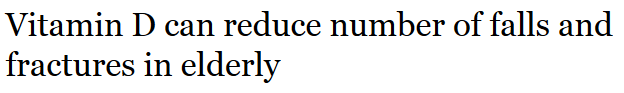 Vitamin D can reduce number of falls and
fractures in elderly